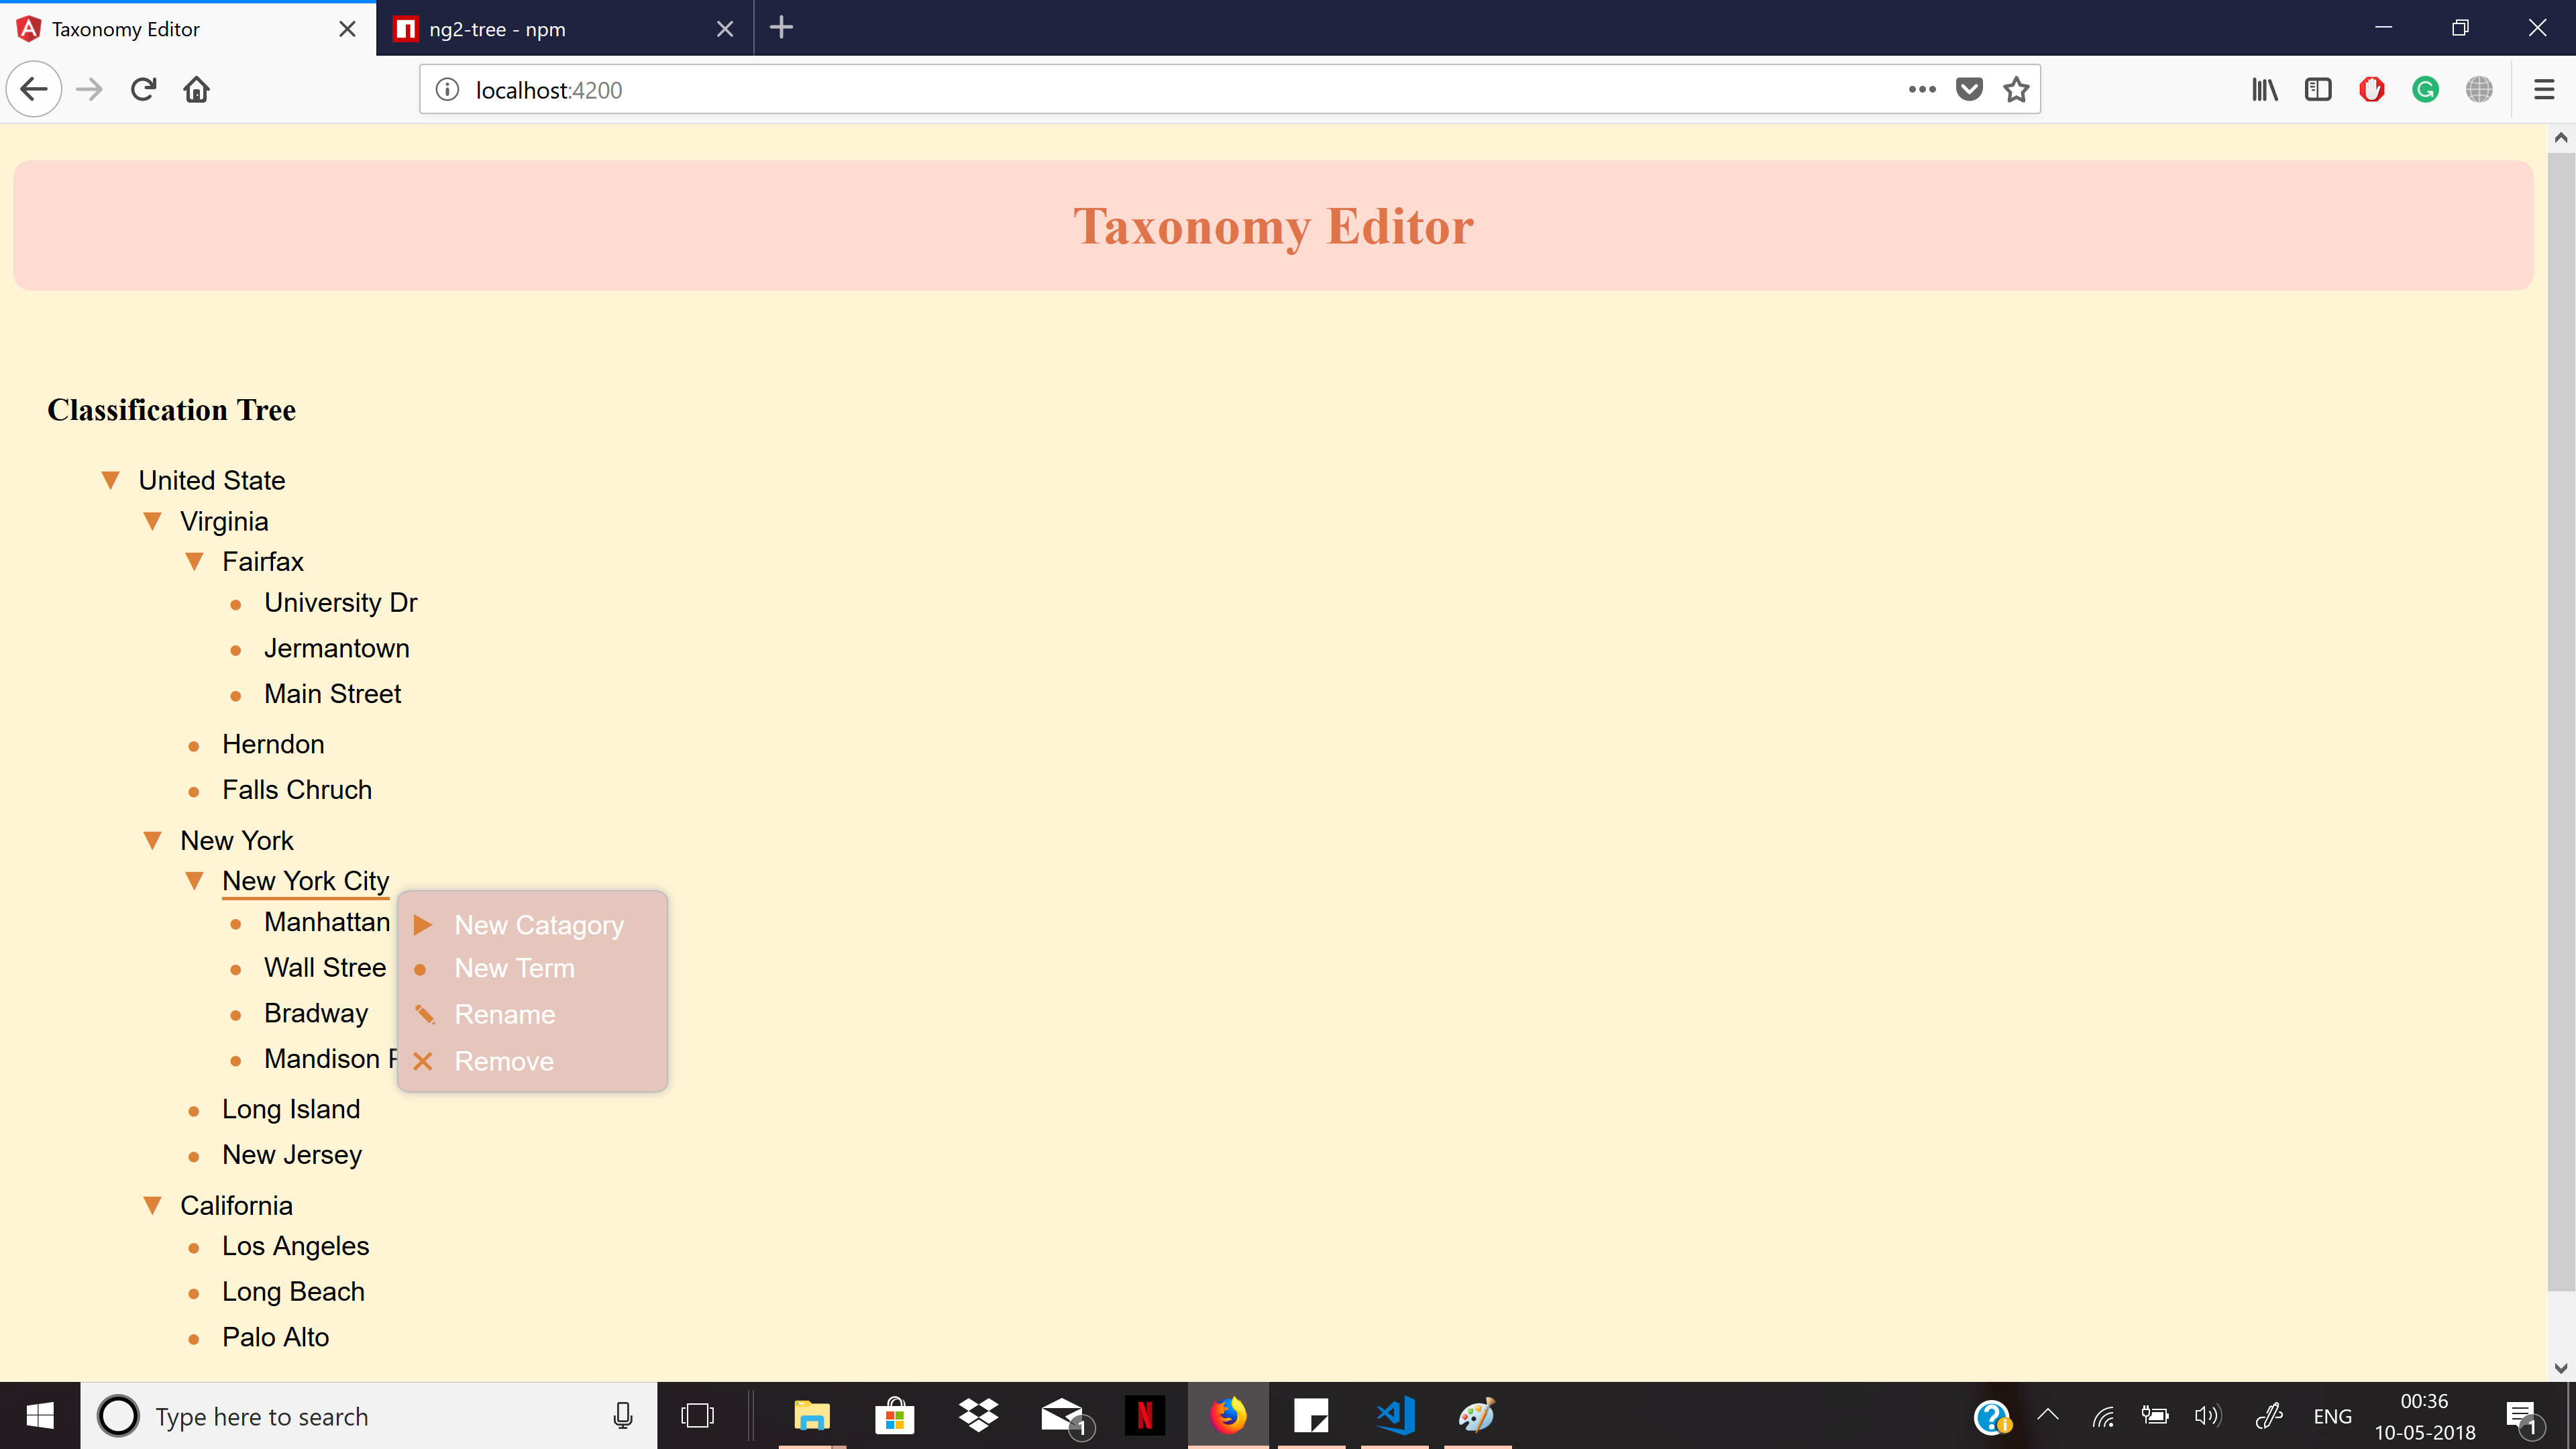 Taxonomy Editor
ng2-tree - npm
localhost:4200
Taxonomy Editor
Classification Tree
United State
Virginia
Fairfax
University Dr
Jermantown
Main Street
Herndon
Falls Chruch
New York
New York City
Manhattan
Wall Stree
Bradway
Mandison
New Catagory
New Term
Rename
Remove
Long Island
New Jersey
California
Los Angeles
Long Beach
Palo Alto
Type here to search
1
N
ENG
00:36
10-05-2018
1